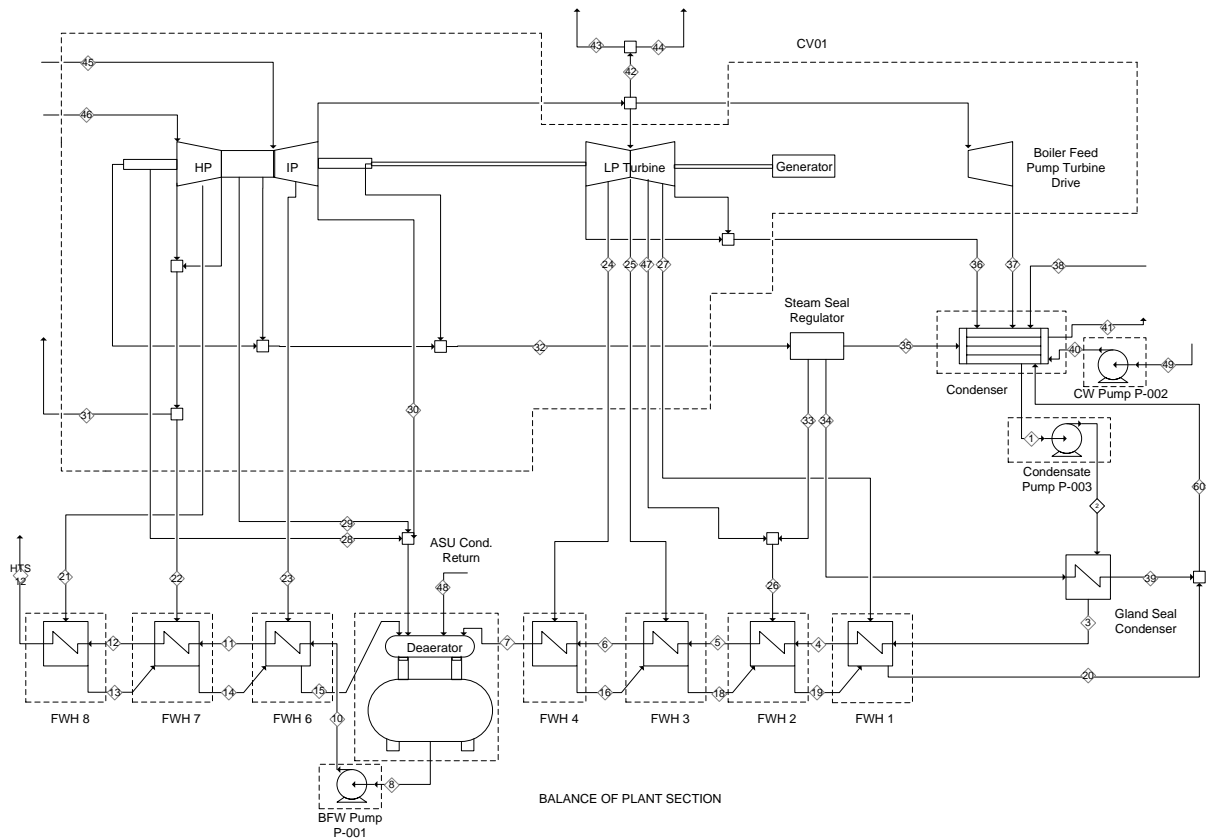 43
44
CV01
42
45
46
HP
IP
LP Turbine
Generator
Boiler Feed
Pump Turbine
Drive
24
25
47
27
36
37
38
Steam Seal
Regulator
32
35
41
40
49
Condenser
CW Pump P-002
31
30
33
34
1
Condensate
Pump P-003
60
2
29
28
ASU Cond.
Return
HTS
12
21
22
23
48
26
39
Gland Seal
Condenser
3
12
11
Deaerator
7
6
5
4
13
14
15
16
18
19
20
FWH 8
FWH 7
FWH 6
FWH 4
FWH 3
FWH 2
FWH 1
10
8
BFW Pump
P-001
BALANCE OF PLANT SECTION